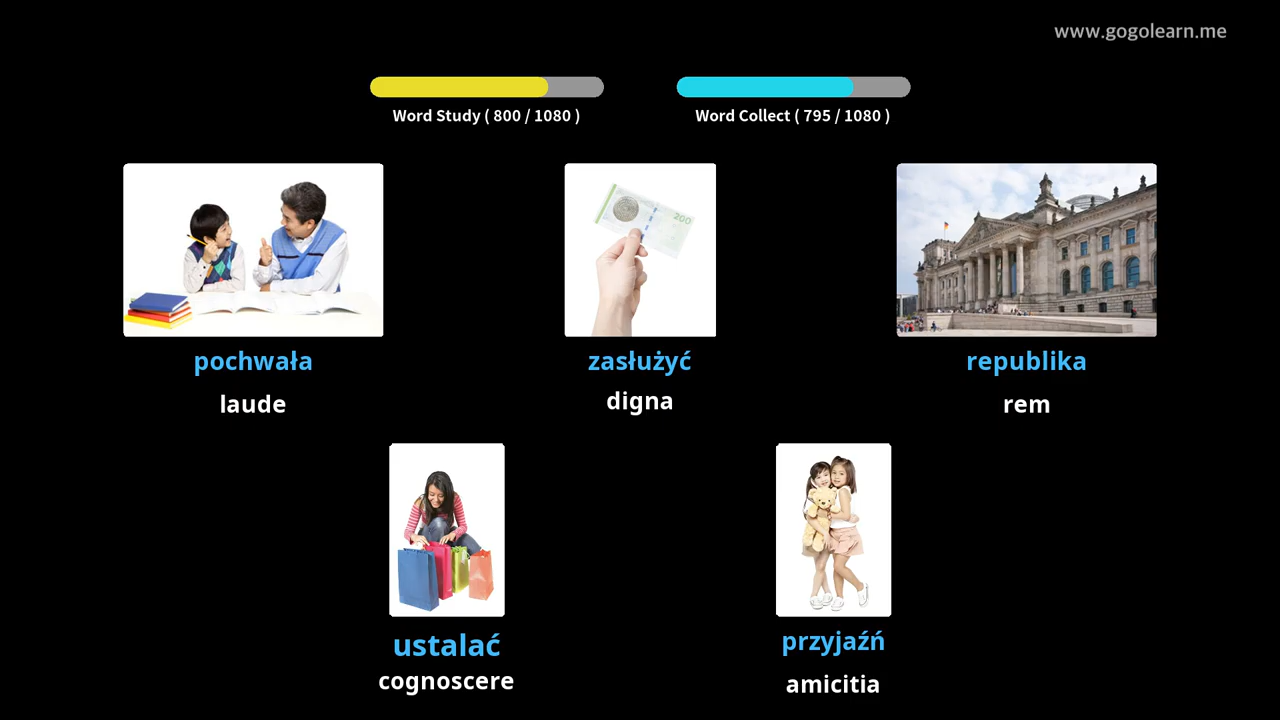 www.gogolearn.me
Word Study ( 800 / 1080 )
Word Collect ( 795 / 1080 )
200
pochwała
laude
zasłużyć
digna
republika
rem
ustalać
cognoscere
przyjaźń
amicitia